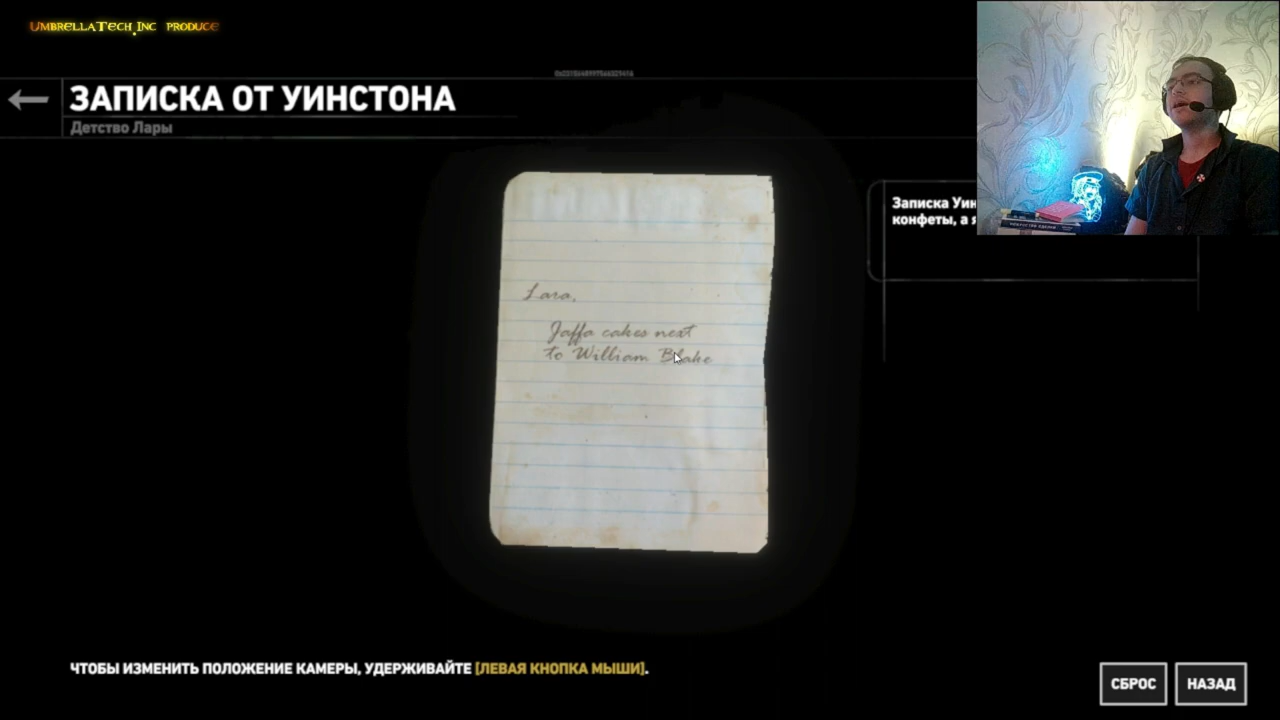 UmbrellaTech.Inc produce
ЗАПИСКА ОТ УИНСТОНА
Детство Лары
Записка Уин
конфеты, а я
Lara,
Jaffa cakes next
to William Blake
ЧТОБЫ ИЗМЕНИТЬ ПОЛОЖЕНИЕ КАМЕРЫ, УДЕРЖИВАЙТЕ [ЛЕВАЯ КНОПКА МЫШИ].
СБРОС
НАЗАД